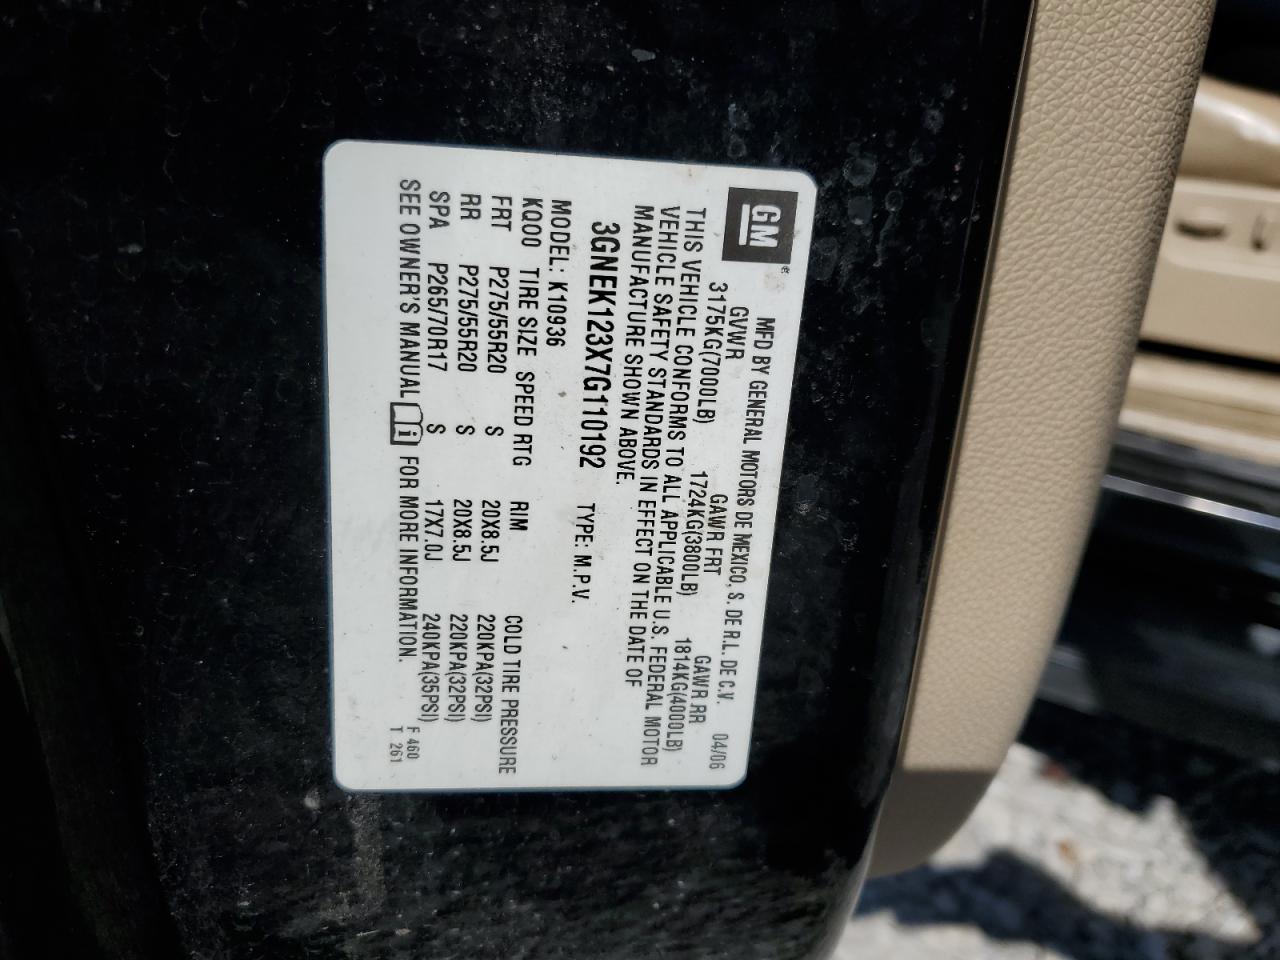 GM
MFD BY GENERAL MOTORS DE MEXICO, S. DE R.L. DE C.V. 04/06
GVWR GAWR FRT GAWR RR
3175KG(7000LB) 1724KG(3800LB) 1814KG(4000LB)
THIS VEHICLE CONFORMS TO ALL APPLICABLE U.S. FEDERAL MOTOR
VEHICLE SAFETY STANDARDS IN EFFECT ON THE DATE OF
MANUFACTURE SHOWN ABOVE.
3GNEK123X7G110192 TYPE: M.P.V.
MODEL: K10936
KQ00 TIRE SIZE SPEED RTG RIM COLD TIRE PRESSURE
FRT P275/55R20 S 20X8.5J 220KPA(32PSI)
RR P275/55R20 S 20X8.5J 220KPA(32PSI)
SPA P265/70R17 S 17X7.0J 240KPA(35PSI)
SEE OWNER'S MANUAL i FOR MORE INFORMATION. F 460
T 261